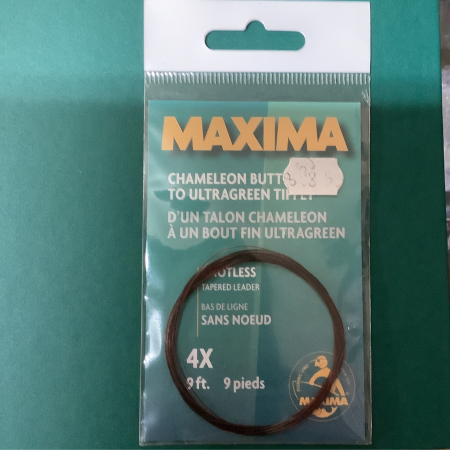 MAXIMA
CHAMELEON BUTT
TO ULTRAGREEN TIPPET
D'UN TALON CHAMELEON
À UN BOUT FIN ULTRAGREEN
TAPERED LEADER
BAS DE LIGNE
SANS NOEUD
4X
9 ft. 9 pieds
MAXIMA